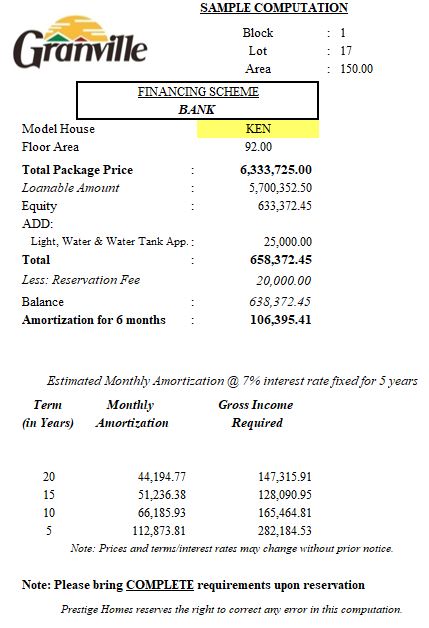 SAMPLE COMPUTATION
Granville
Block : 1
Lot : 17
Area : 150.00
FINANCING SCHEME
BANK
Model House KEN
Floor Area 92.00
Total Package Price : 6,333,725.00
Loanable Amount : 5,700,352.50
Equity : 633,372.45
ADD:
Light, Water & Water Tank App. : 25,000.00
Total : 658,372.45
Less: Reservation Fee 20,000.00
Balance : 638,372.45
Amortization for 6 months : 106,395.41
Estimated Monthly Amortization @ 7% interest rate fixed for 5 years
Term Monthly Gross Income
(in Years) Amortization Required
20 44,194.77 147,315.91
15 51,236.38 128,090.95
10 66,185.93 165,464.81
5 112,873.81 282,184.53
Note: Prices and terms/interest rates may change without prior notice.
Note: Please bring COMPLETE requirements upon reservation
Prestige Homes reserves the right to correct any error in this computation.